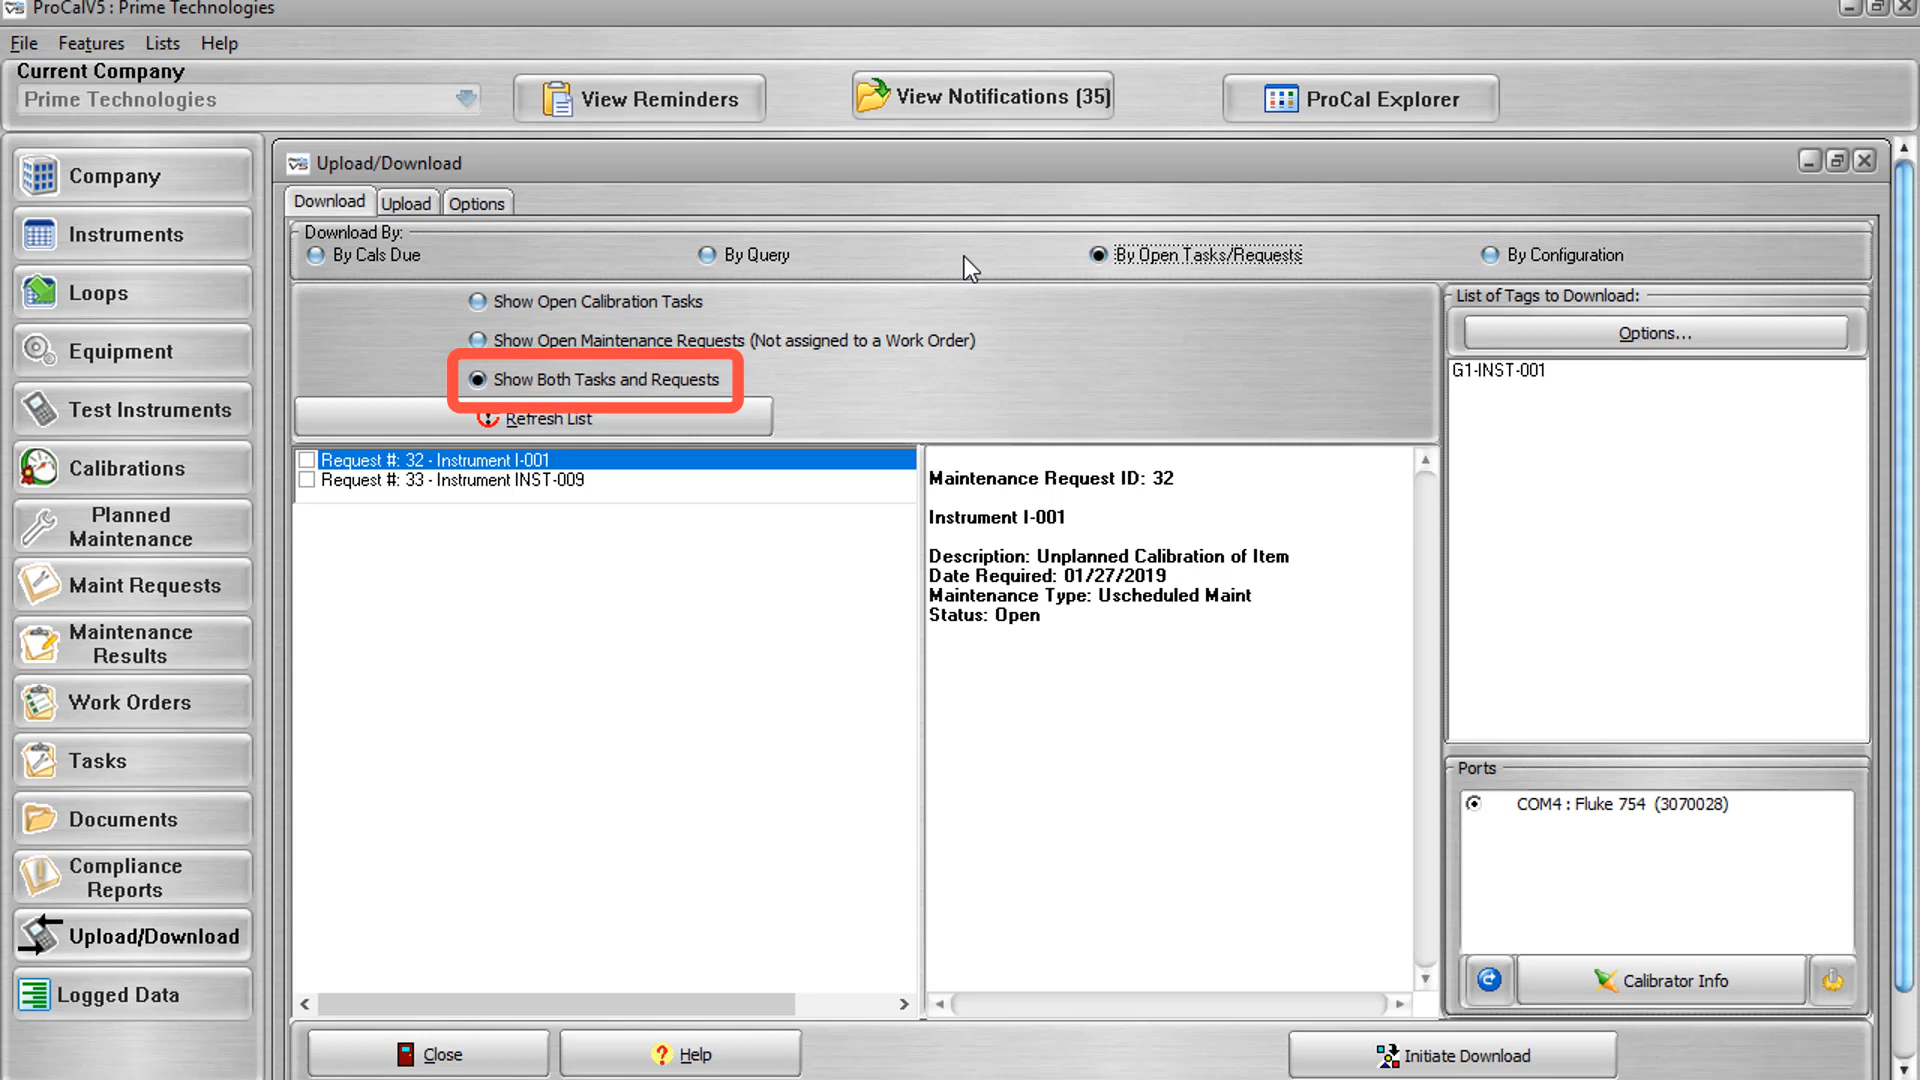 ProCalV5 : Prime Technologies
File Features Lists Help
Current Company
Prime Technologies
View Reminders
View Notifications (35)
ProCal Explorer
Company
Instruments
Loops
Equipment
Test Instruments
Calibrations
Planned
Maintenance
Maint Requests
Maintenance
Results
Work Orders
Tasks
Documents
Compliance
Reports
Upload/Download
Logged Data
Upload/Download
Download Upload Options
Download By:
By Cals Due By Query By Open Tasks/Requests By Configuration
Show Open Calibration Tasks
Show Open Maintenance Requests (Not assigned to a Work Order)
Show Both Tasks and Requests
Refresh List
Request #: 32 - Instrument I-001
Request #: 33 - Instrument INST-009
Maintenance Request ID: 32
Instrument I-001
Description: Unplanned Calibration of Item
Date Required: 01/27/2019
Maintenance Type: Uscheduled Maint
Status: Open
List of Tags to Download:
Options...
G1-INST-001
Ports
COM4 : Fluke 754 (3070028)
Calibrator Info
Close
Help
Initiate Download